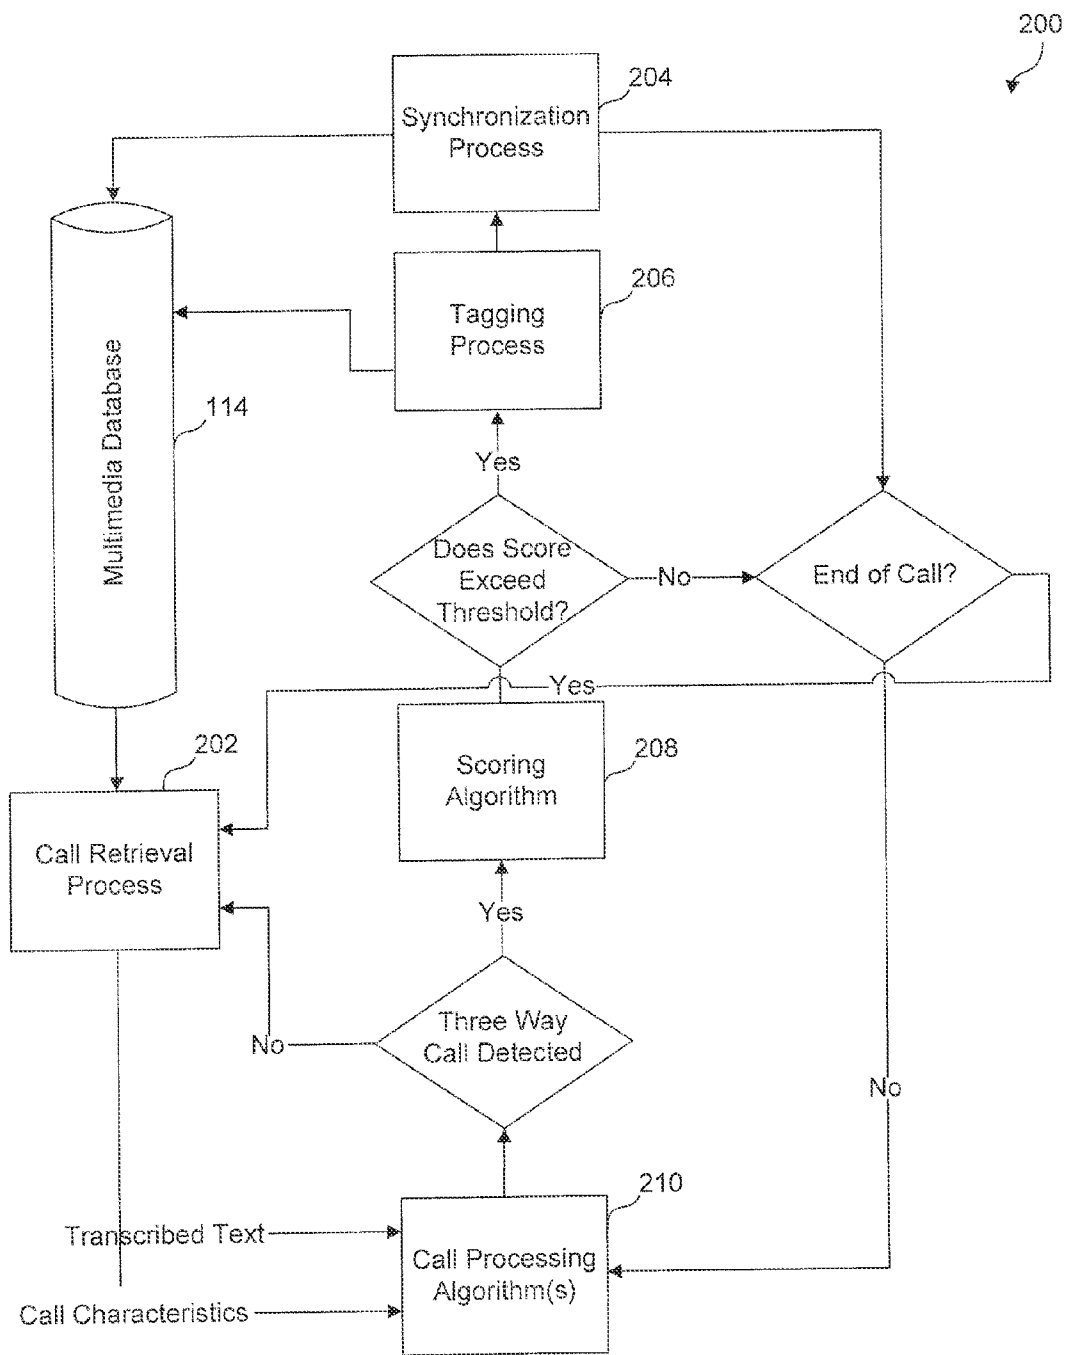 200
204
Synchronization
Process
206
Tagging
Process
Multimedia Database
114
Yes
Does Score
Exceed
Threshold?
No
End of Call?
Yes
202
Call Retrieval
Process
208
Scoring
Algorithm
Yes
Three Way
Call Detected
No
No
210
Transcribed Text
Call Processing
Algorithm(s)
Call Characteristics